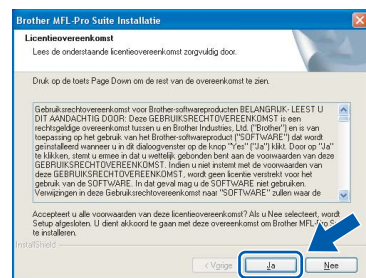 Brother MFL-Pro Suite Installatie
Licentieovereenkomst
Lees de onderstaande licentieovereenkomst zorgvuldig door.
Druk op de toets Page Down om de rest van de overeenkomst te zien.
Gebruiksrechtovereenkomst voor Brother-softwareproducten BELANGRIJK- LEEST U
DIT AANDACHTIG DOOR: Deze GEBRUIKSRECHTOVEREENKOMST is een
rechtsgeldige overeenkomst tussen u en Brother Industries, Ltd. ("Brother") en is van
toepassing op het gebruik van het Brother-softwareproduct ("SOFTWARE") dat wordt
geïnstalleerd wanneer u in dit dialoogvenster op de knop "Yes" ("Ja") klikt. Door op "Ja"
te klikken, stemt u ermee in dat u wettelijk gebonden bent aan de voorwaarden van deze
GEBRUIKSRECHTOVEREENKOMST. Indien u niet instemt met de voorwaarden van
deze GEBRUIKSRECHTOVEREENKOMST, wordt geen licentie verstrekt voor het
gebruik van de SOFTWARE. In dat geval mag u de SOFTWARE niet gebruiken.
Verwijzingen in deze Gebruiksrechtovereenkomst naar "SOFTWARE" zullen waar de
Accepteert u alle voorwaarden van deze licentieovereenkomst? Als u Nee selecteert, wordt
Setup afgesloten. U dient akkoord te gaan met deze overeenkomst om Brother MFL-Pro
te installeren.
InstallShield
< Vorige
Ja
Nee